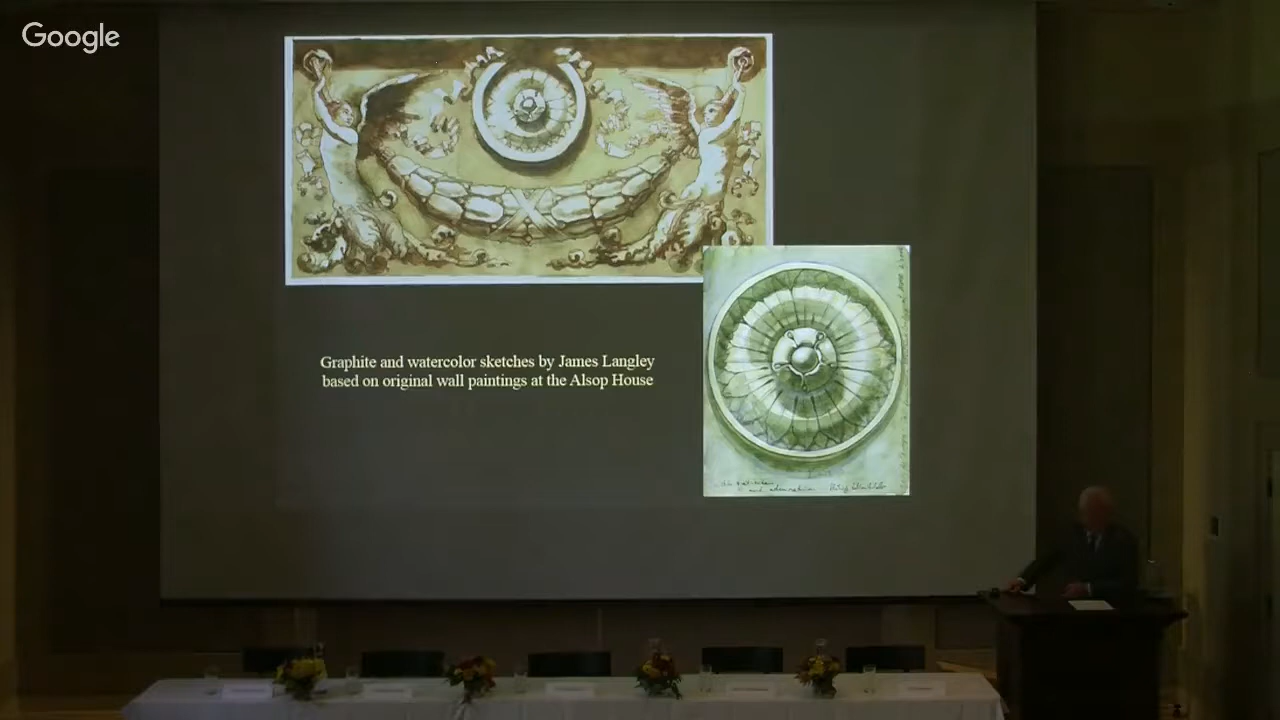 Google
Graphite and watercolor sketches by James Langley
based on original wall paintings at the Alsop House